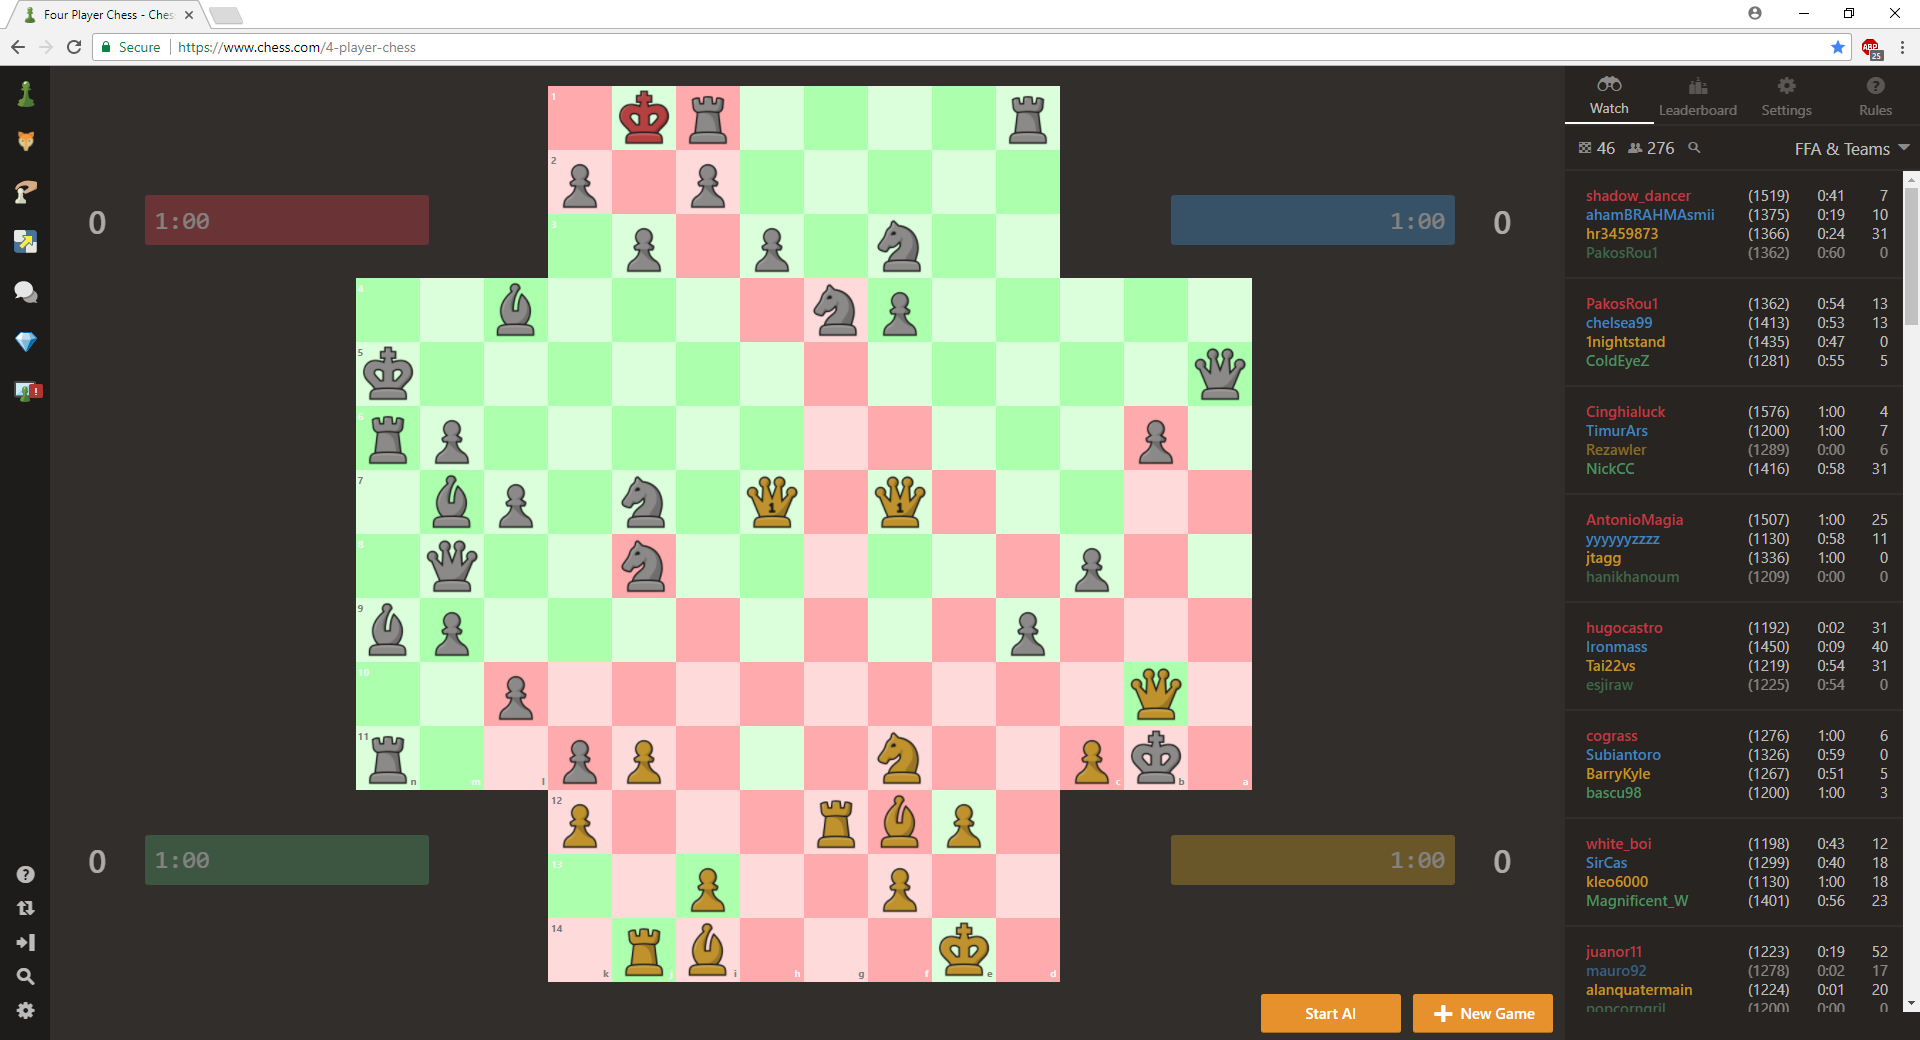 Four Player Chess - Ches
Secure https://www.chess.com/4-player-chess
ABP
25
Watch
Leaderboard
Settings
Rules
46 276 FFA & Teams
0 1:00
1:00 0
0 1:00
1:00 0
shadow_dancer (1519) 0:41 7
ahamBRAHMAsmii (1375) 0:19 10
hr3459873 (1366) 0:24 31
PakosRou1 (1362) 0:60 0
PakosRou1 (1362) 0:54 13
chelsea99 (1413) 0:53 13
1nightstand (1435) 0:47 0
ColdEyeZ (1281) 0:55 5
Cinghialuck (1576) 1:00 4
TimurArs (1200) 1:00 7
Rezawler (1289) 0:00 6
NickCC (1416) 0:58 31
AntonioMagia (1507) 1:00 25
yyyyyyzzzz (1130) 0:58 11
jtagg (1336) 1:00 0
hanikhanoum (1209) 0:00 0
hugocastro (1192) 0:02 31
Ironmass (1450) 0:09 40
Tai22vs (1219) 0:54 31
esjiraw (1225) 0:54 0
cograss (1276) 1:00 6
Subiantoro (1326) 0:59 0
BarryKyle (1267) 0:51 5
bascu98 (1200) 1:00 3
white_boi (1198) 0:43 12
SirCas (1299) 0:40 18
kleo6000 (1130) 1:00 18
Magnificent_W (1401) 0:56 23
juanor11 (1223) 0:19 52
mauro92 (1278) 0:02 17
alanquatermain (1224) 0:01 20
popcorngril (1200) 0:00 0
1
2
3
4
5
6
7
8
9
10
11 n m l c b a
12
13
14 k j i h g f e d
1 1
Start AI
New Game